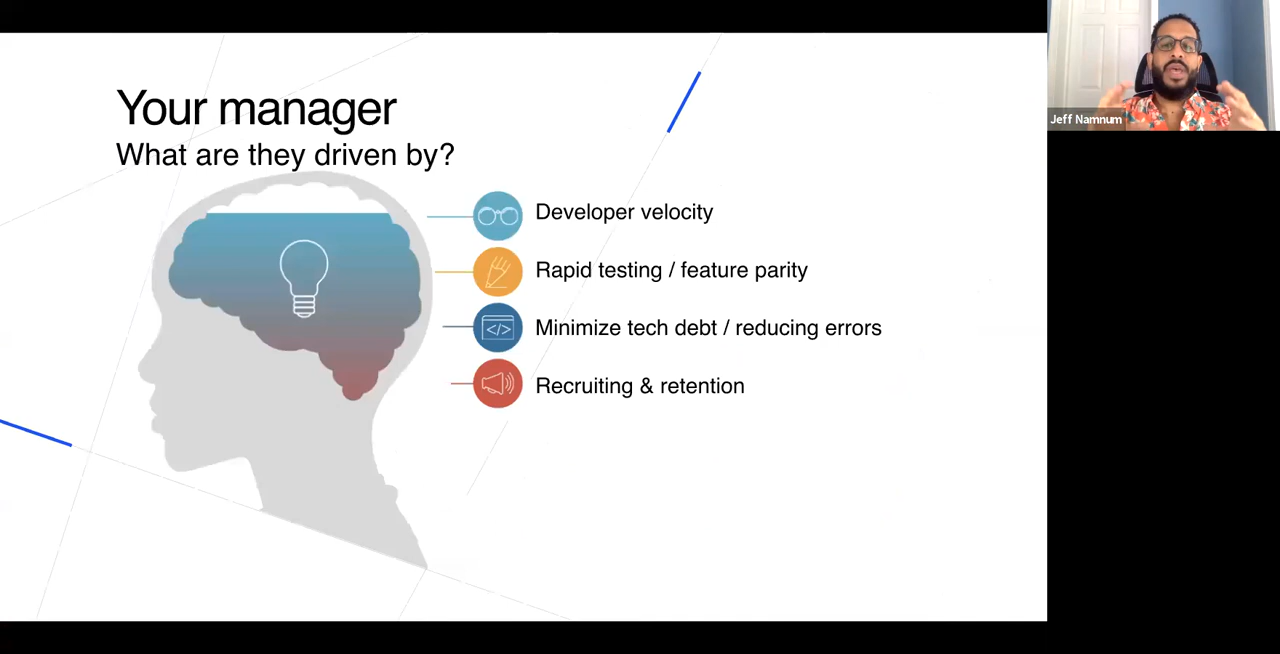 Your manager
What are they driven by?
Developer velocity
Rapid testing / feature parity
</>
Minimize tech debt / reducing errors
Recruiting & retention
Jeff Namnum